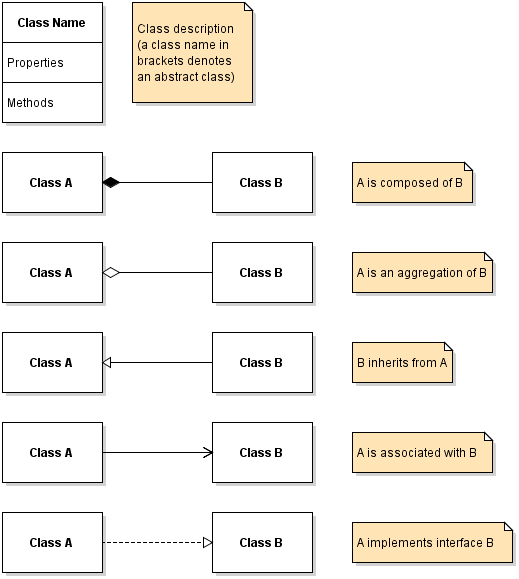 Class Name
Properties
Methods
Class description
(a class name in
brackets denotes
an abstract class)
Class A
Class B
A is composed of B
Class A
Class B
A is an aggregation of B
Class A
Class B
B inherits from A
Class A
Class B
A is associated with B
Class A
Class B
A implements interface B